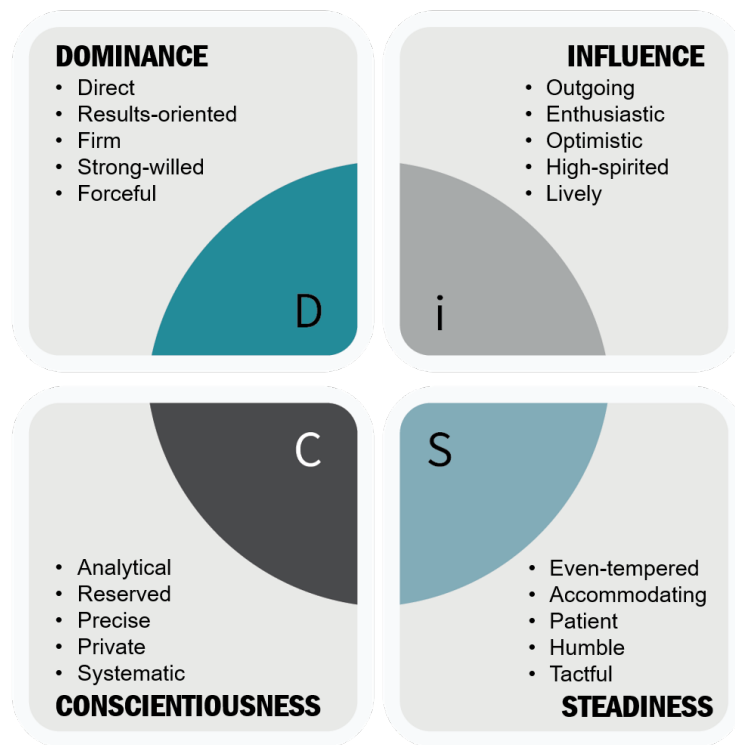 DOMINANCE
• Direct
• Results-oriented
• Firm
• Strong-willed
• Forceful
D
INFLUENCE
• Outgoing
• Enthusiastic
• Optimistic
• High-spirited
• Lively
i
C
• Analytical
• Reserved
• Precise
• Private
• Systematic
CONSCIENTIOUSNESS
S
• Even-tempered
• Accommodating
• Patient
• Humble
• Tactful
STEADINESS